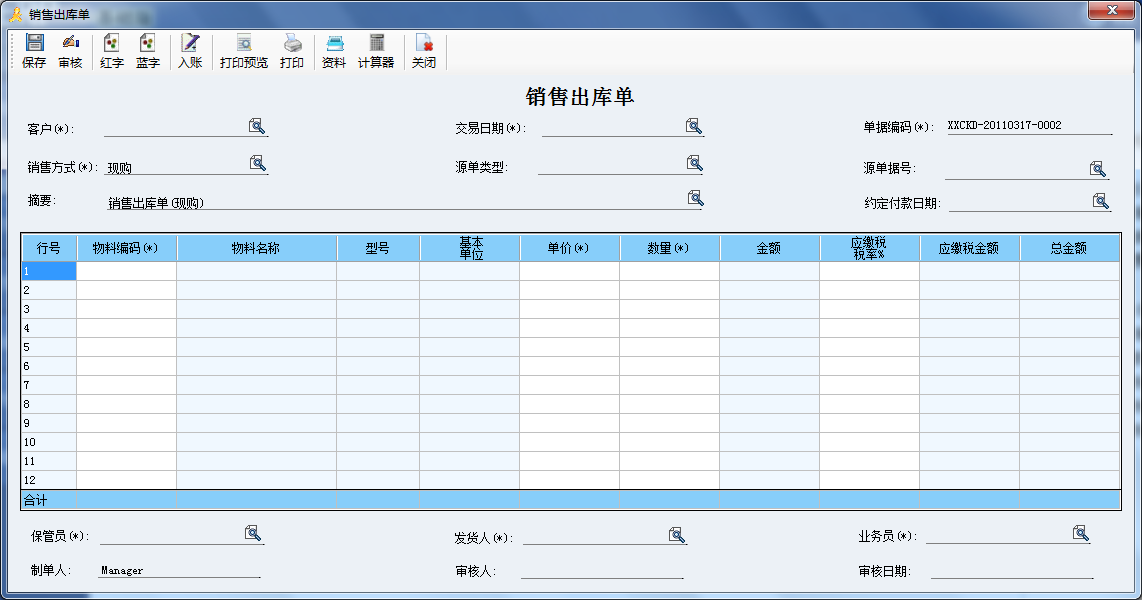 销售出库单
保存 审核 红字 蓝字 入账 打印预览 打印 资料 计算器 关闭
销售出库单
客户(*): 交易日期(*): 单据编码(*): XXCKD-20110317-0002
销售方式(*): 现购 源单类型: 源单据号:
摘要: 销售出库单(现购) 约定付款日期:
行号 物料编码(*) 物料名称 型号 基本单位 单价(*) 数量(*) 金额 应缴税税率% 应缴税金额 总金额
1
2
3
4
5
6
7
8
9
10
11
12
合计
保管员(*): 发货人(*): 业务员(*):
制单人: Manager 审核人: 审核日期: